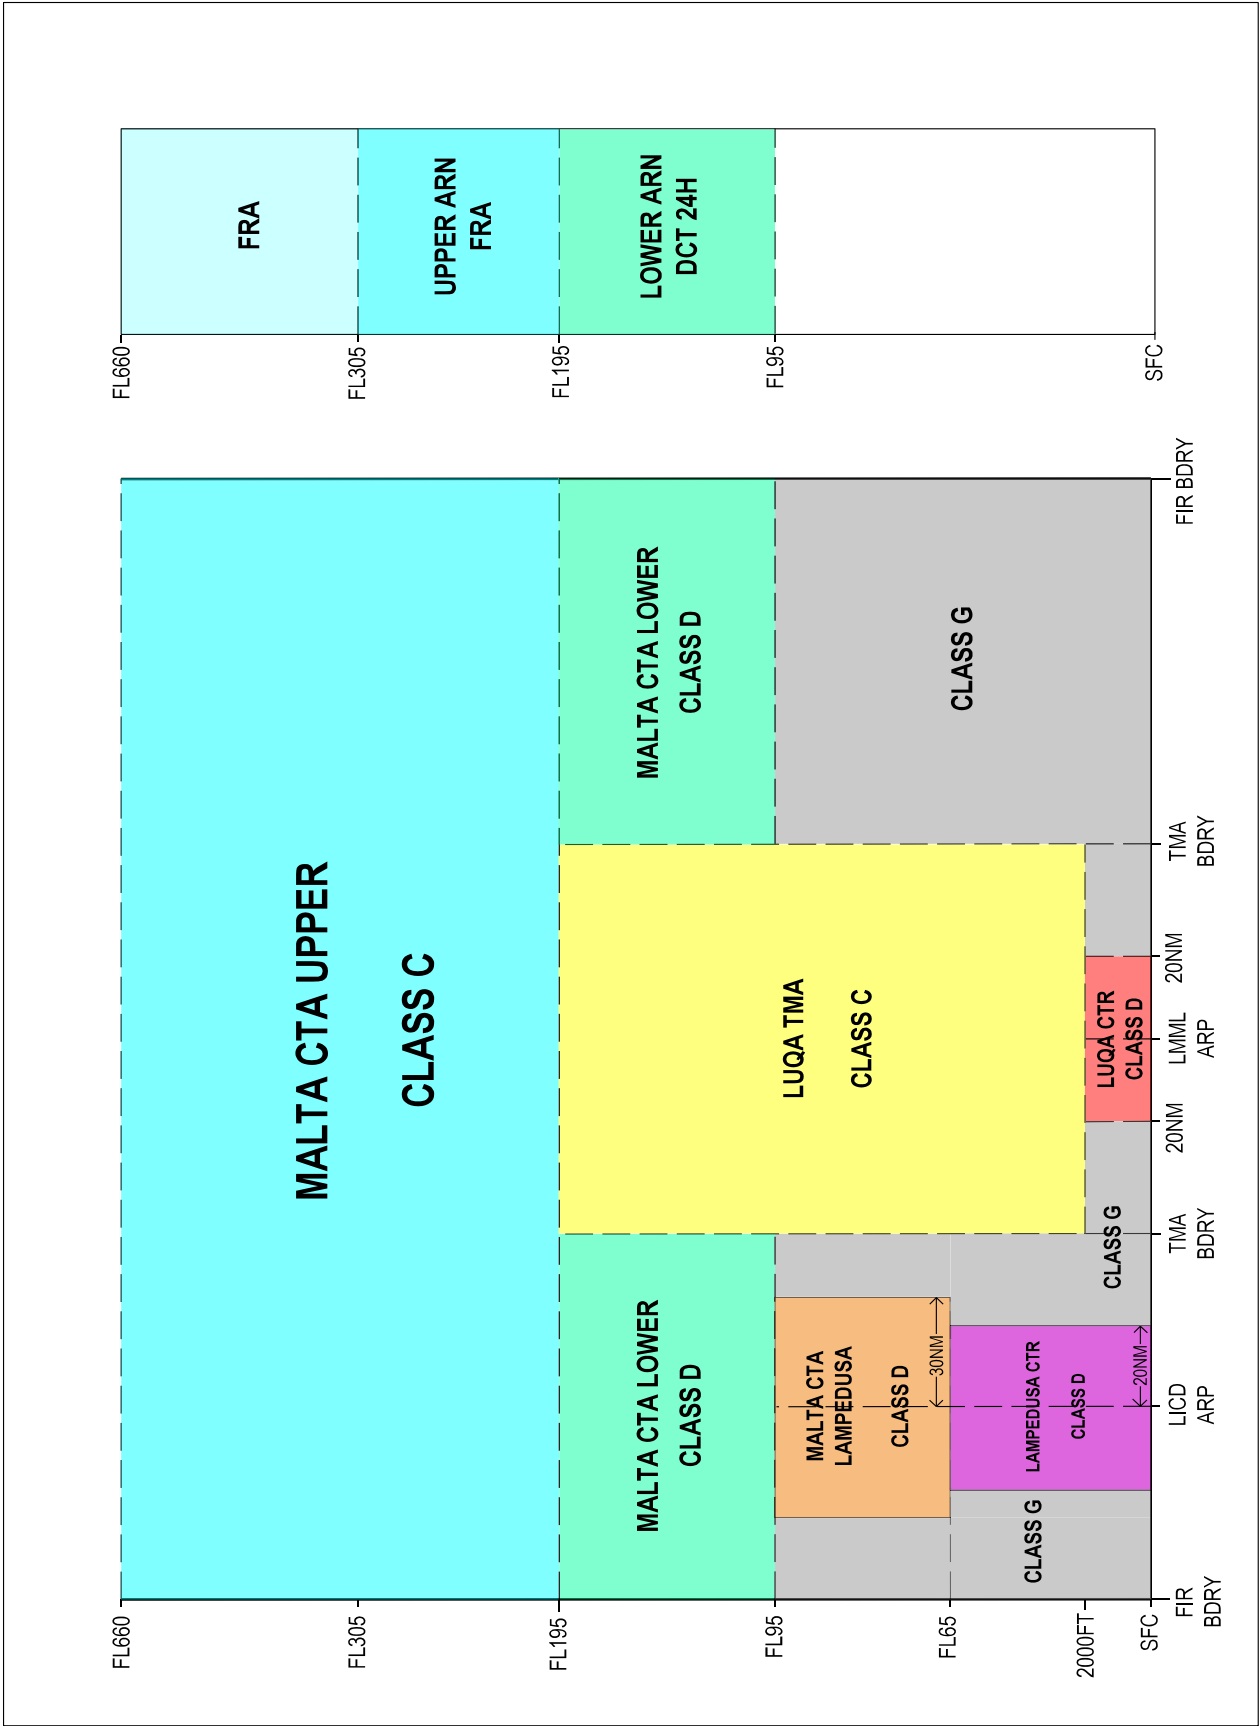 FL660
FL305
FL195
FL95
FL65
2000FT
SFC
MALTA CTA UPPER
CLASS C
MALTA CTA LOWER
CLASS D
MALTA CTA
LAMPEDUSA
CLASS D
30NM
LAMPEDUSA CTR
CLASS D
20NM
CLASS G
CLASS G
LUQA TMA
CLASS C
LUQA CTR
CLASS D
MALTA CTA LOWER
CLASS D
CLASS G
FIR
BDRY
LICD
ARP
TMA
BDRY
20NM
LMML
ARP
20NM
TMA
BDRY
FIR BDRY
FL660
FL305
FL195
FL95
SFC
FRA
UPPER ARN
FRA
LOWER ARN
DCT 24H